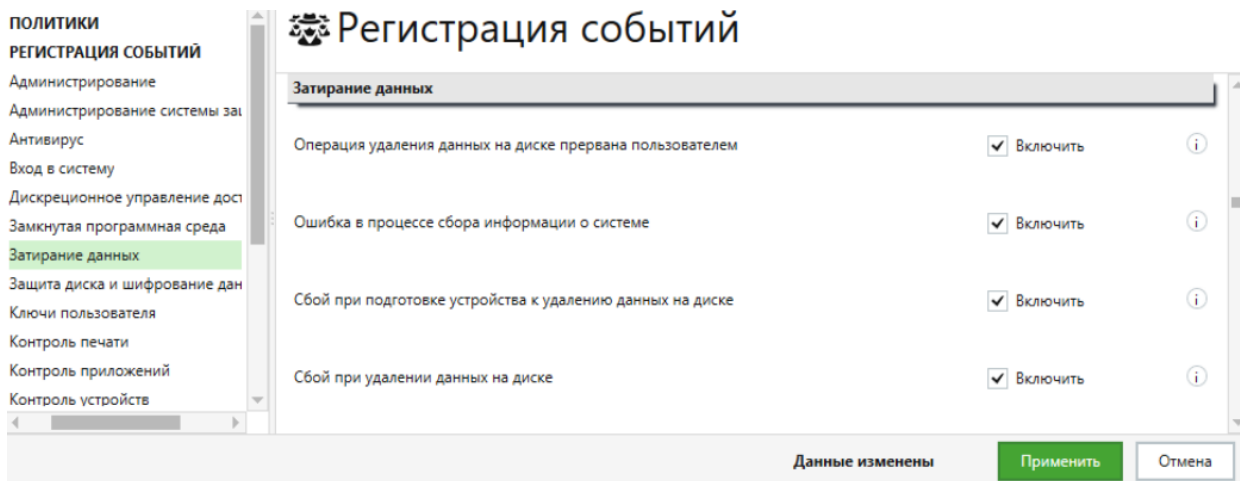 ПОЛИТИКИ
РЕГИСТРАЦИЯ СОБЫТИЙ
Администрирование
Администрирование системы
Антивирус
Вход в систему
Дискреционное управление
Замкнутая программная среда
Затирание данных
Защита диска и шифрование дан
Ключи пользователя
Контроль печати
Контроль приложений
Контроль устройств
Регистрация событий
Затирание данных
Операция удаления данных на диске прервана пользователем
Включить
Ошибка в процессе сбора информации о системе
Включить
Сбой при подготовке устройства к удалению данных на диске
Включить
Сбой при удалении данных на диске
Включить
Данные изменены
Применить
Отмена